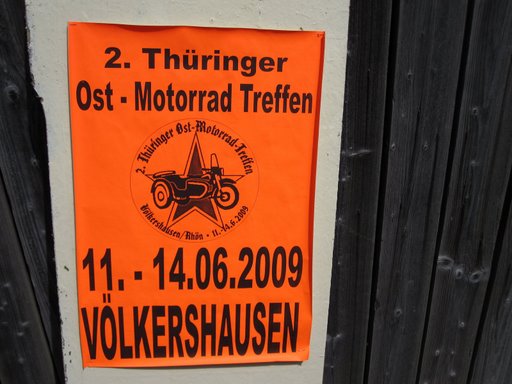 2. Thüringer
Ost - Motorrad Treffen
2. Thüringer Ost-Motorrad-Treffen
Völkershausen/Rhön • 11.-14.6.2009
11. - 14.06.2009
VÖLKERSHAUSEN